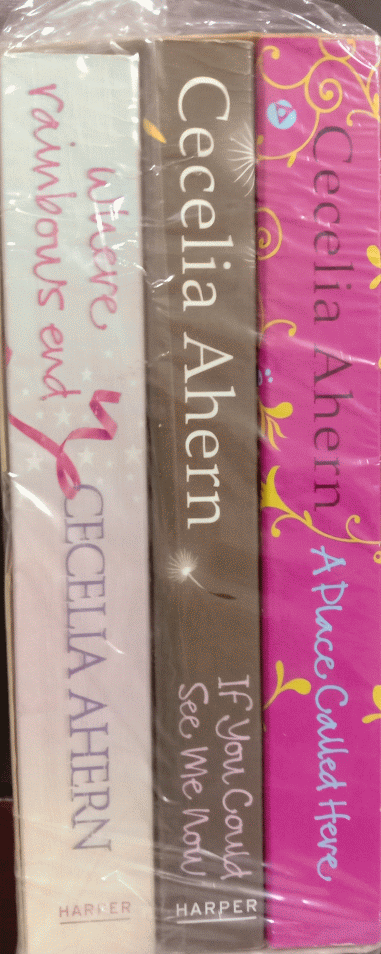 where
rainbows end
CECELIA AHERN
HARPER
Cecelia Ahern
If You Could
See Me Now
HARPER
Cecelia Ahern
A Place Called Here